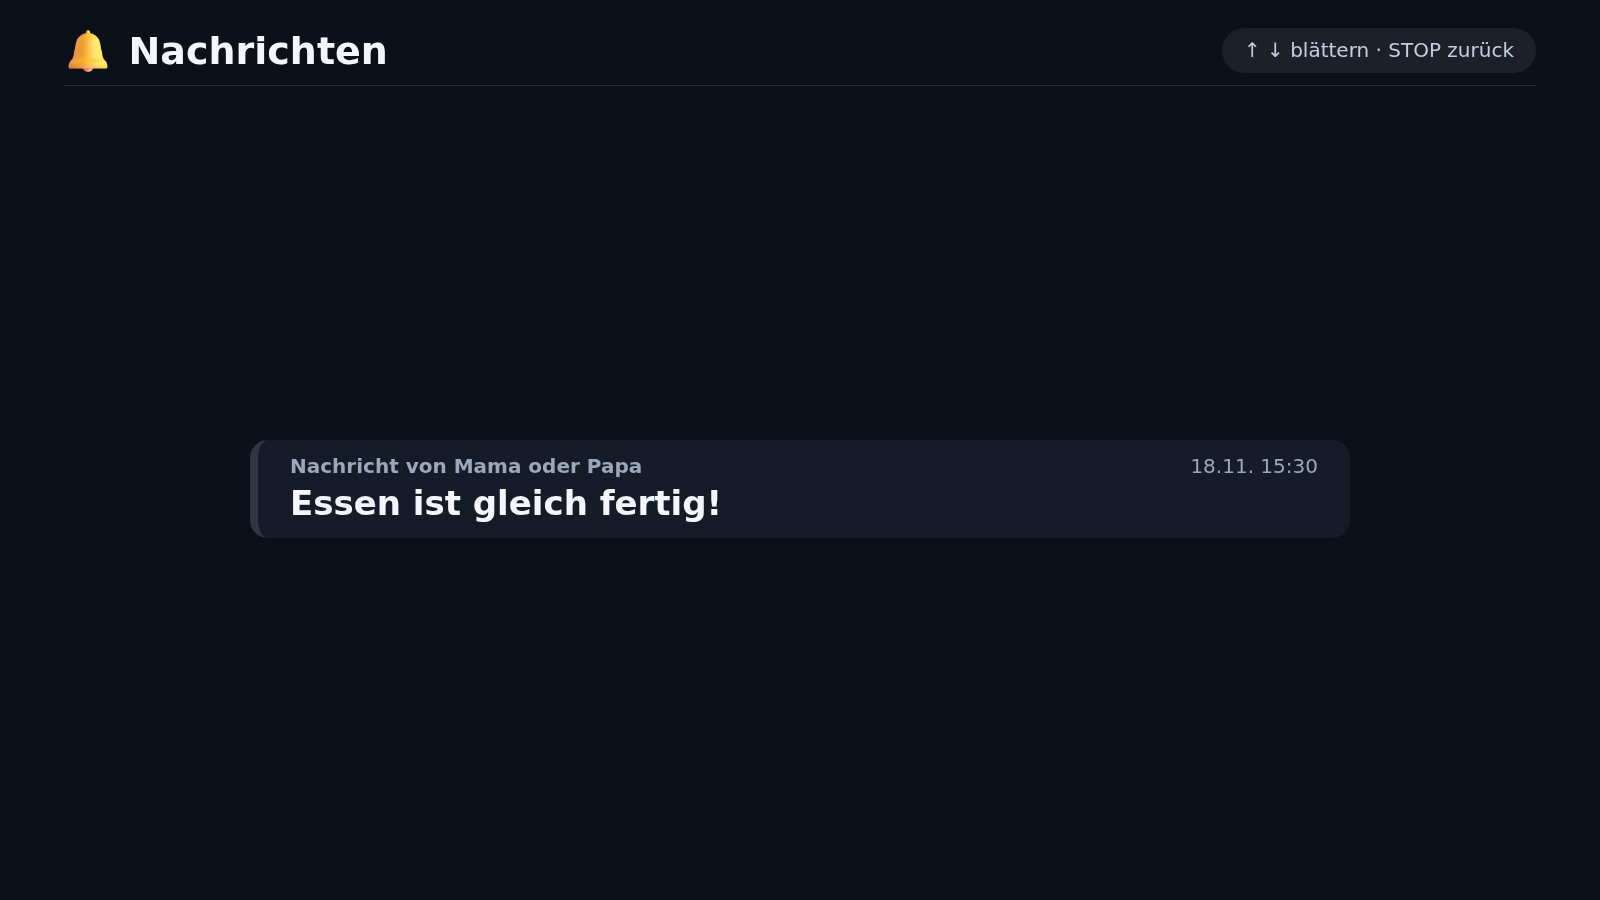 Nachrichten
↑ ↓ blättern · STOP zurück
Nachricht von Mama oder Papa
18.11. 15:30
Essen ist gleich fertig!